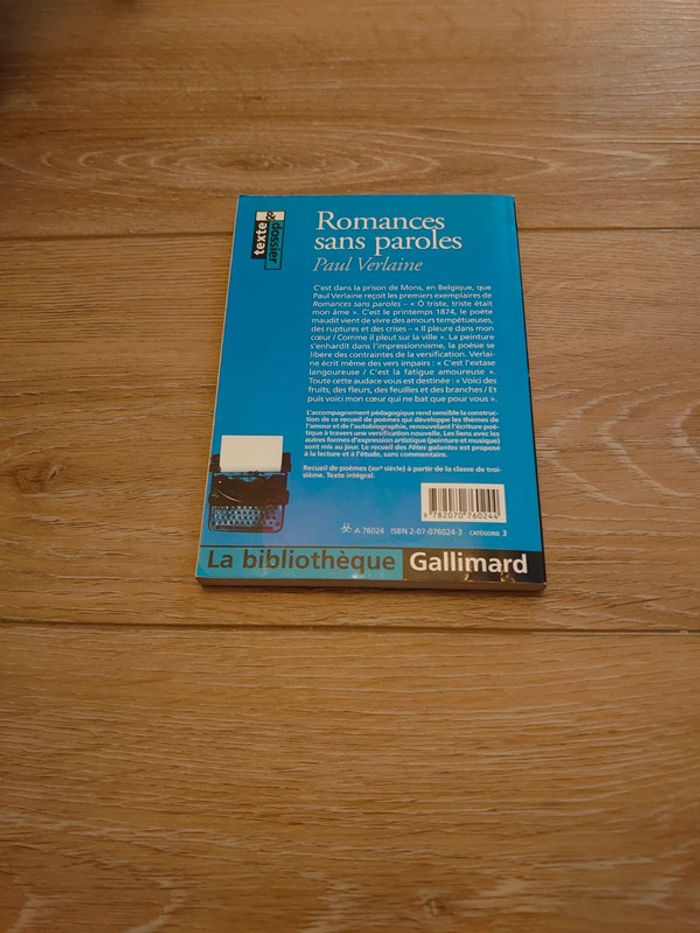 texte & dossier
Romances
sans paroles
Paul Verlaine
C'est dans la prison de Mons, en Belgique, que
Paul Verlaine reçoit les premiers exemplaires de
Romances sans paroles – « Ô triste, triste était
mon âme ». C'est le printemps 1874, le poète
maudit vient de vivre des amours tempétueuses,
des ruptures et des crises – « Il pleure dans mon
cœur / Comme il pleut sur la ville ». La peinture
s'enhardit dans l'impressionnisme, la poésie se
libère des contraintes de la versification. Verlai-
ne écrit même des vers impairs : « C'est l'extase
langoureuse / C'est la fatigue amoureuse ».
Toute cette audace vous est destinée : « Voici des
fruits, des fleurs, des feuilles et des branches / Et
puis voici mon cœur qui ne bat que pour vous ».
L'accompagnement pédagogique rend sensible la construc-
tion de ce recueil de poèmes qui développe les thèmes de
l'amour et de l'autobiographie, renouvelant l'écriture poé-
tique à travers une versification nouvelle. Les liens avec les
autres formes d'expression artistique (peinture et musique)
sont mis au jour. Le recueil des Fêtes galantes est proposé
à la lecture et à l'étude, sans commentaire.
Recueil de poèmes (XIXe siècle) à partir de la classe de troi-
sième. Texte intégral.
9 782070 760244
A 76024 ISBN 2-07-076024-3 CATÉGORIE 3
La bibliothèque Gallimard